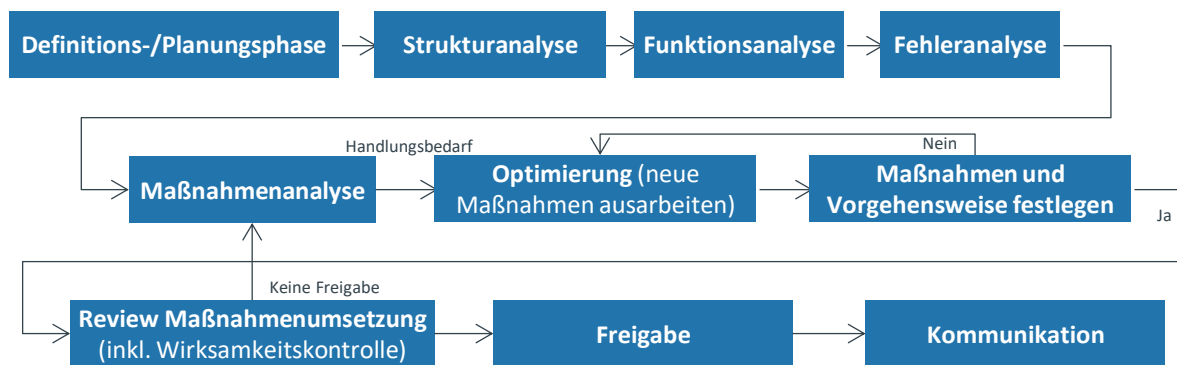 Definitions-/Planungsphase
Strukturanalyse
Funktionsanalyse
Fehleranalyse
Maßnahmenanalyse
Handlungsbedarf
Optimierung (neue
Maßnahmen ausarbeiten)
Nein
Maßnahmen und
Vorgehensweise festlegen
Ja
Keine Freigabe
Review Maßnahmenumsetzung
(inkl. Wirksamkeitskontrolle)
Freigabe
Kommunikation